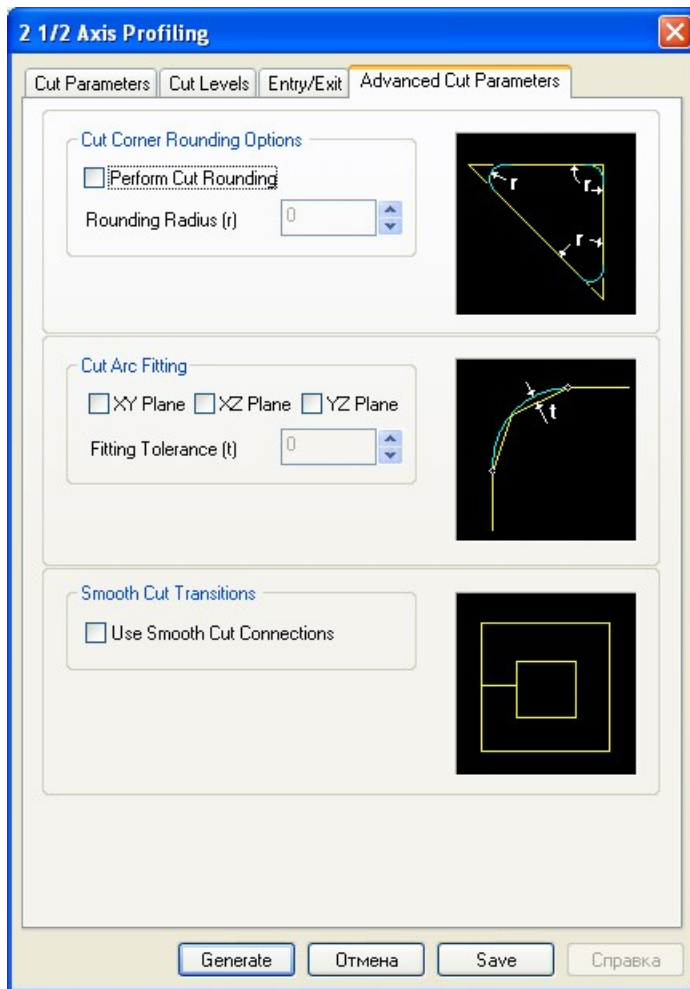 2 1/2 Axis Profiling
Cut Parameters Cut Levels Entry/Exit Advanced Cut Parameters
Cut Corner Rounding Options
Perform Cut Rounding
Rounding Radius (r) 0
r r
r
Cut Arc Fitting
XY Plane XZ Plane YZ Plane
Fitting Tolerance (t) 0
t
Smooth Cut Transitions
Use Smooth Cut Connections
Generate Отмена Save Справка